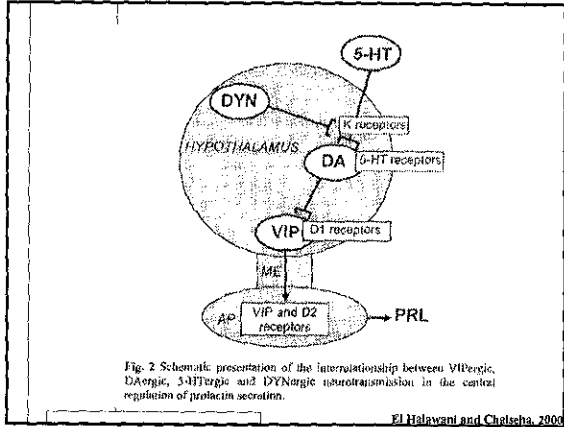 5-HT
DYN
K receptors
HYPOTHALAMUS
DA
5-HT receptors
VIP
D1 receptors
ME
AP
VIP and D2
receptors
PRL
Fig. 2 Schematic presentation of the interrelationship between VIPergic,
DAergic, 5-HTergic and DYNergic neurotransmission in the central
regulation of prolactin secretion.
El Halawani and Chaiseha, 2000